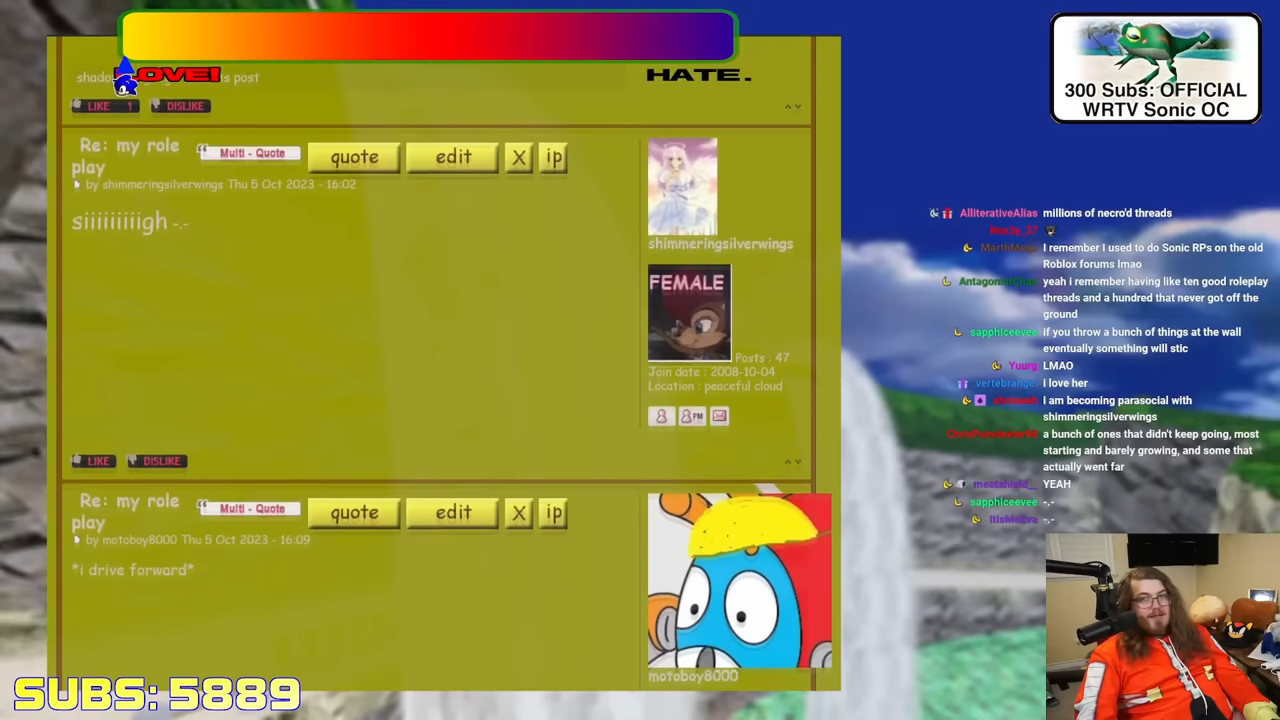 LOVE!
HATE.
shado
s post
LIKE 1
DISLIKE
Re: my role play
Multi - Quote
quote
edit
X
ip
by shimmeringsilverwings Thu 5 Oct 2023 - 16:02
siiiiiiiiigh -.-
shimmeringsilverwings
FEMALE
Posts : 47
Join date : 2008-10-04
Location : peaceful cloud
PM
LIKE
DISLIKE
Re: my role play
Multi - Quote
quote
edit
X
ip
by motoboy8000 Thu 5 Oct 2023 - 16:09
*i drive forward*
motoboy8000
SUBS: 5889
300 Subs: OFFICIAL
WRTV Sonic OC
AlliterativeAlias millions of necro'd threads
I remember I used to do Sonic RPs on the old
Roblox forums lmao
yeah i remember having like ten good roleplay
threads and a hundred that never got off the
ground
sapphiceevee if you throw a bunch of things at the wall
eventually something will stic
Yuurg LMAO
vertebrangel i love her
i am becoming parasocial with
shimmeringsilverwings
a bunch of ones that didn't keep going, most
starting and barely growing, and some that
actually went far
meatshield__ YEAH
sapphiceevee -.-
-.-